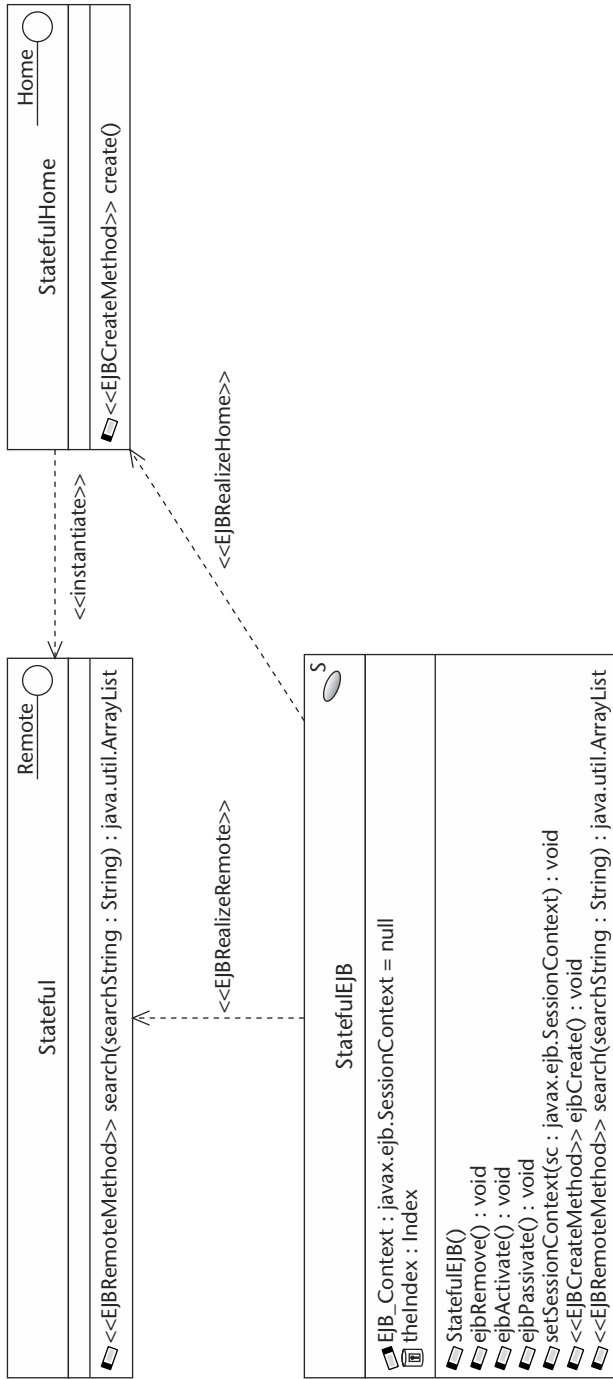 Remote
Stateful
<<EJBRemoteMethod>> search(searchString : String) : java.util.ArrayList
<<instantiate>>
Home
StatefulHome
<<EJBCreateMethod>> create()
<<EJBRealizeRemote>>
<<EJBRealizeHome>>
S
StatefulEJB
EJB_Context : javax.ejb.SessionContext = null
theIndex : Index
StatefulEJB()
ejbRemove() : void
ejbActivate() : void
ejbPassivate() : void
setSessionContext(sc : javax.ejb.SessionContext) : void
<<EJBCreateMethod>> ejbCreate() : void
<<EJBRemoteMethod>> search(searchString : String) : java.util.ArrayList